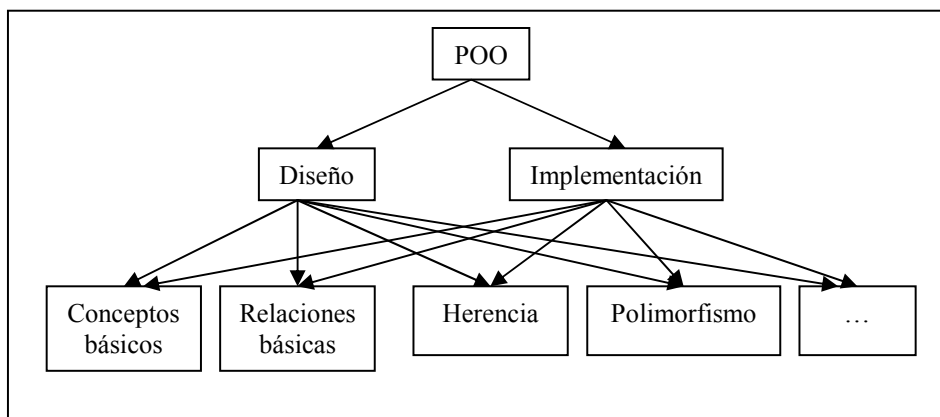 POO
Diseño
Implementación
Conceptos
básicos
Relaciones
básicas
Herencia
Polimorfismo
…